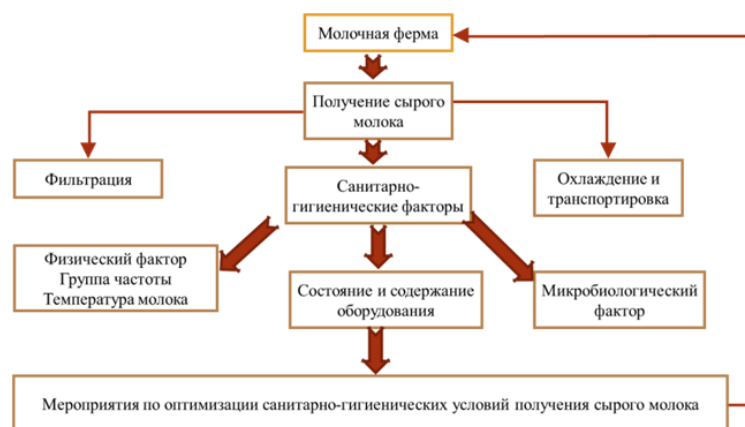 Молочная ферма
Получение сырого
молока
Фильтрация
Санитарно-
гигиенические факторы
Охлаждение и
транспортировка
Физический фактор
Группа частоты
Температура молока
Состояние и содержание
оборудования
Микробиологический
фактор
Мероприятия по оптимизации санитарно-гигиенических условий получения сырого молока